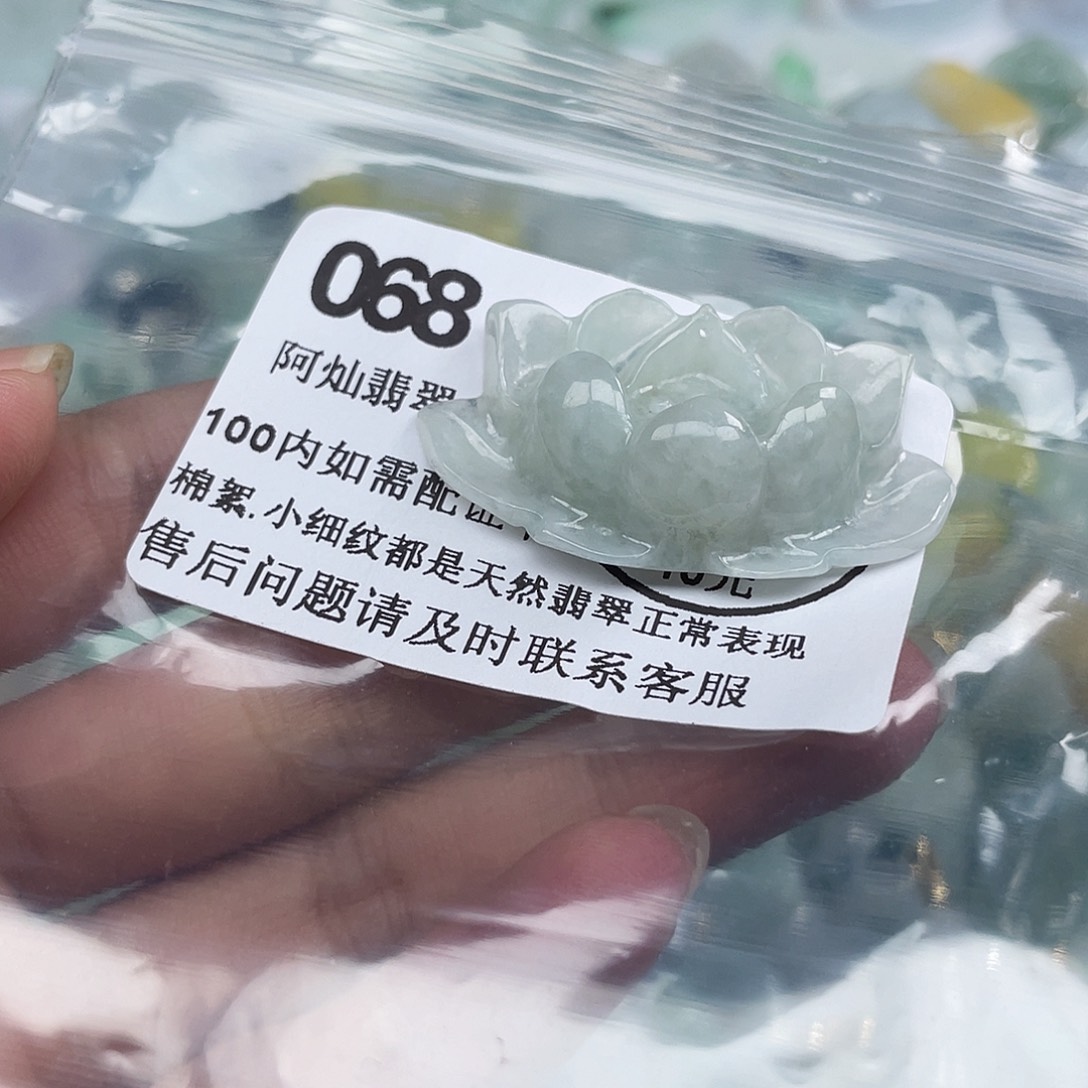 068
阿灿翡翠
100内如需配证
棉絮.小细纹都是天然翡翠正常表现
售后问题请及时联系客服